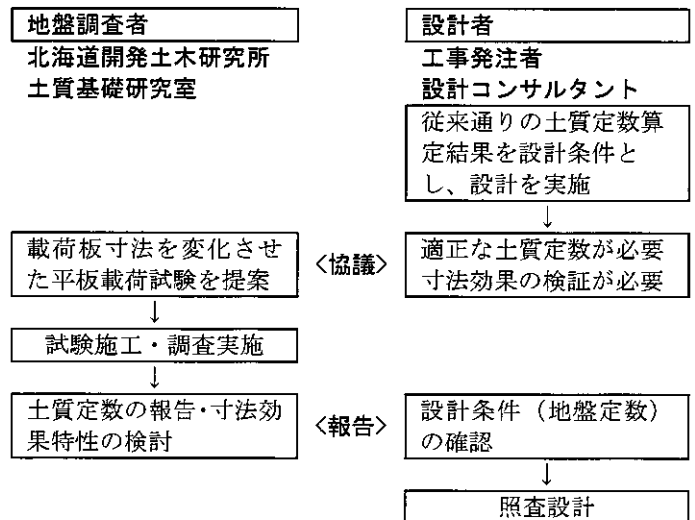 地盤調査者
北海道開発土木研究所
土質基礎研究室
設計者
工事発注者
設計コンサルタント
従来通りの土質定数算
定結果を設計条件と
し、設計を実施
↓
載荷板寸法を変化させ
た平板載荷試験を提案
<協議>
適正な土質定数が必要
寸法効果の検証が必要
↓
試験施工・調査実施
↓
土質定数の報告・寸法効
果特性の検討
<報告>
設計条件（地盤定数）
の確認
↓
照査設計